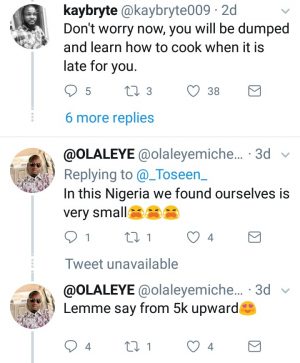 kaybryte @kaybryte009 · 2d
Don't worry now, you will be dumped
and learn how to cook when it is
late for you.
5 3 38
6 more replies
@OLALEYE @olaleyemiche... · 3d
Replying to @_Toseen_
In this Nigeria we found ourselves is
very small😫😫😫
1 1 4
Tweet unavailable
@OLALEYE @olaleyemiche... · 3d
Lemme say from 5k upward😍
4 1 4